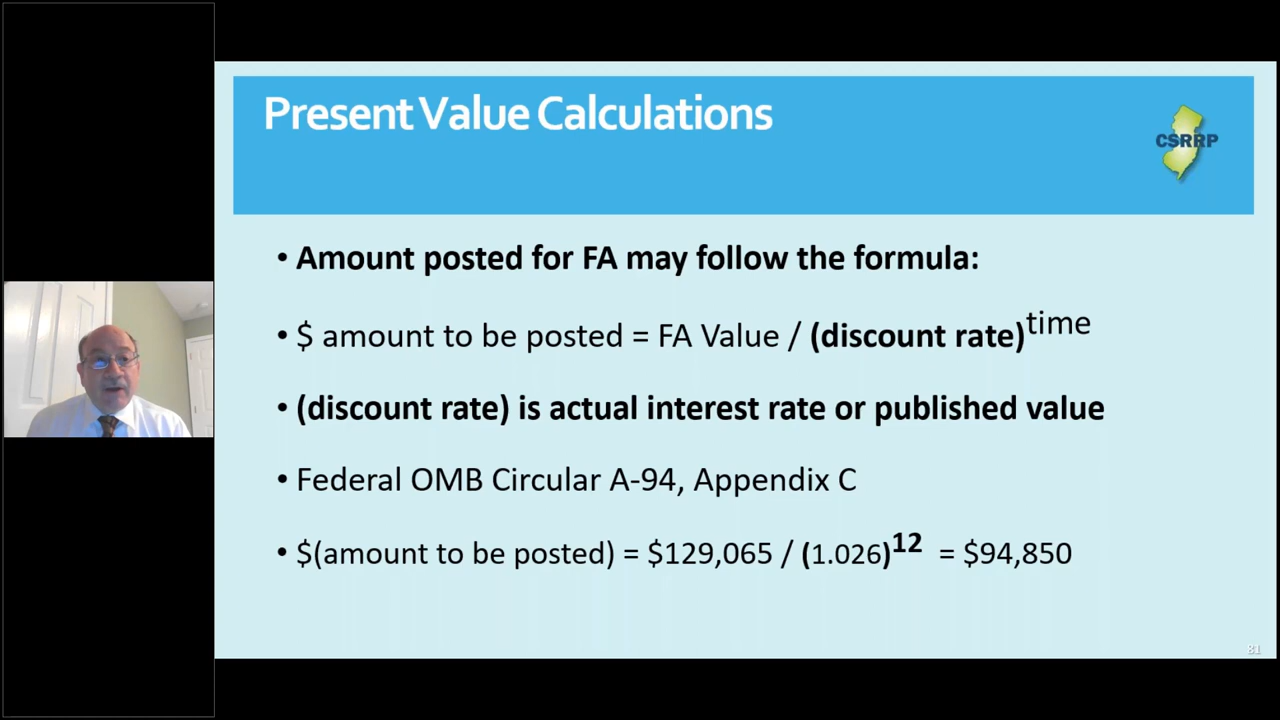 Present Value Calculations
CSRRP
• Amount posted for FA may follow the formula:
• $ amount to be posted = FA Value / (discount rate)^time
• (discount rate) is actual interest rate or published value
• Federal OMB Circular A-94, Appendix C
• $(amount to be posted) = $129,065 / (1.026)^12 = $94,850
81